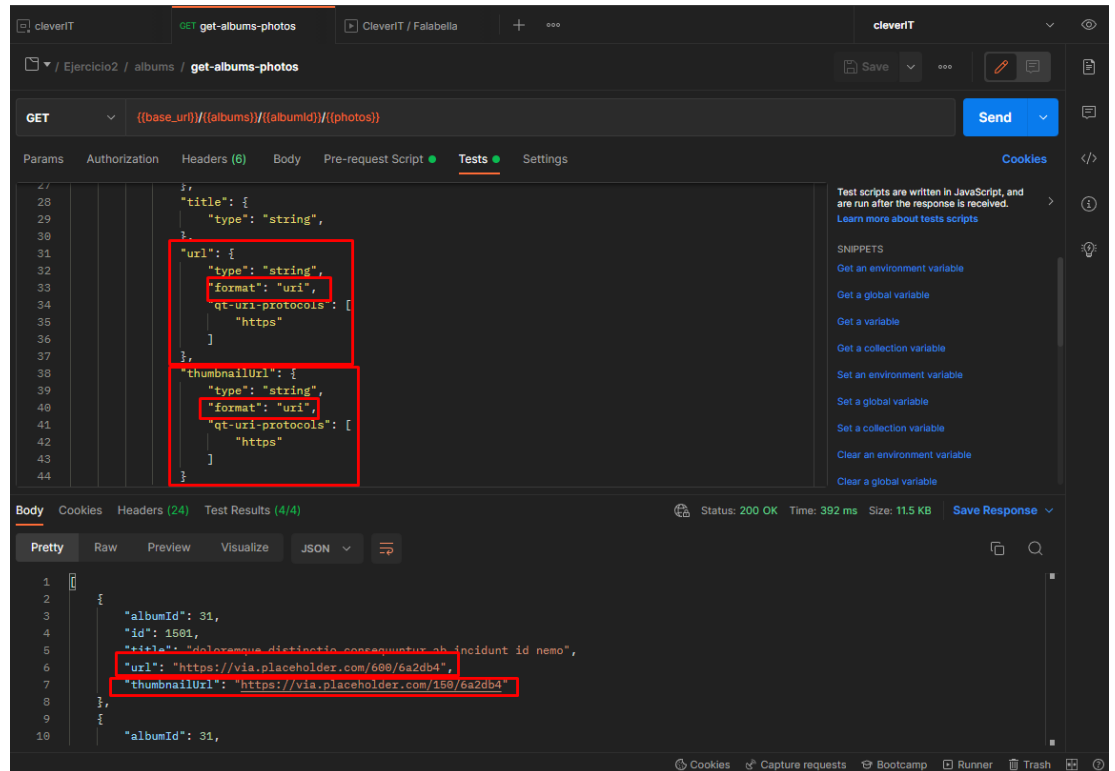 cleverIT
GET get-albums-photos
CleverIT / Falabella
cleverIT
/ Ejercicio2 / albums / get-albums-photos
Save
GET
{{base_url}}/{{albums}}/{{albumId}}/{{photos}}
Send
Params Authorization Headers (6) Body Pre-request Script Tests Settings
Cookies
27 },
28 "title": {
29 "type": "string",
30 },
31 "url": {
32 "type": "string",
33 "format": "uri",
34 "qt-uri-protocols": [
35 "https"
36 ]
37 },
38 "thumbnailUrl": {
39 "type": "string",
40 "format": "uri",
41 "qt-uri-protocols": [
42 "https"
43 ]
44 }
Test scripts are written in JavaScript, and
are run after the response is received.
Learn more about tests scripts
SNIPPETS
Get an environment variable
Get a global variable
Get a variable
Get a collection variable
Set an environment variable
Set a global variable
Set a collection variable
Clear an environment variable
Clear a global variable
Body Cookies Headers (24) Test Results (4/4)
Status: 200 OK Time: 392 ms Size: 11.5 KB Save Response
Pretty Raw Preview Visualize JSON
1 [
2 {
3 "albumId": 31,
4 "id": 1501,
5 "title": "doloremque distinctio consequuntur ab incidunt id nemo",
6 "url": "https://via.placeholder.com/600/6a2db4",
7 "thumbnailUrl": "https://via.placeholder.com/150/6a2db4"
8 },
9 {
10 "albumId": 31,
Cookies Capture requests Bootcamp Runner Trash